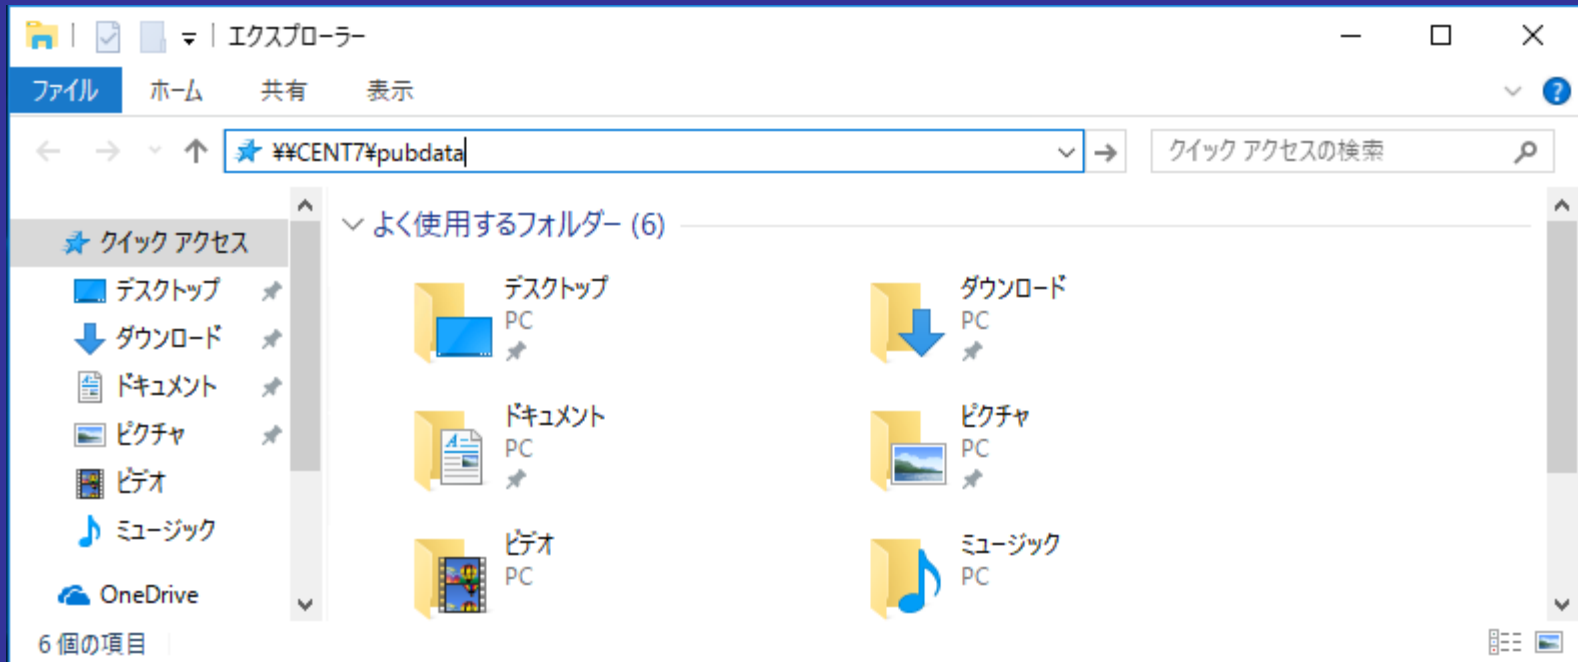 エクスプローラー
ファイル ホーム 共有 表示
¥¥CENT7¥pubdata
クイック アクセスの検索
クイック アクセス
デスクトップ
ダウンロード
ドキュメント
ピクチャ
ビデオ
ミュージック
OneDrive
よく使用するフォルダー (6)
デスクトップ
PC
ダウンロード
PC
ドキュメント
PC
ピクチャ
PC
ビデオ
PC
ミュージック
PC
6 個の項目